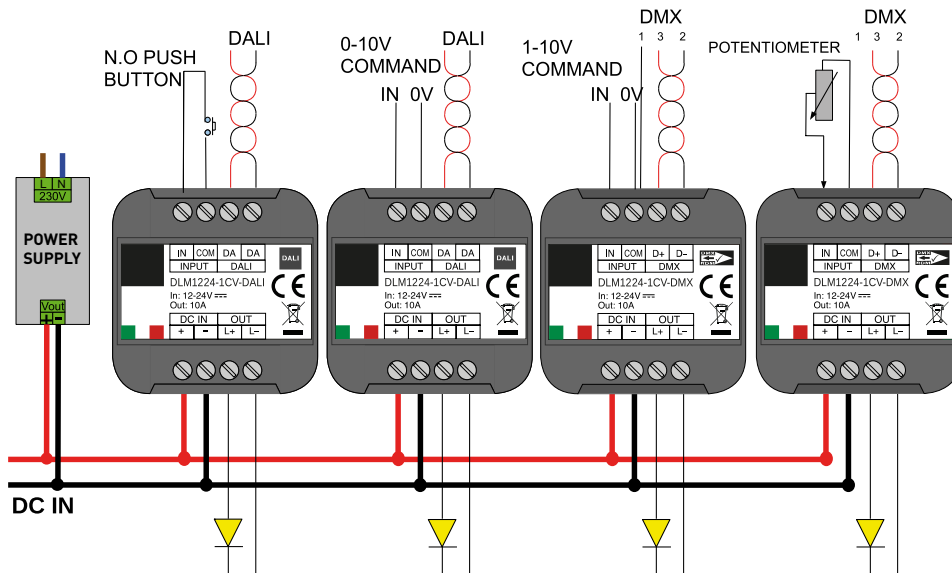 N.O PUSH
BUTTON
DALI
0-10V
COMMAND
IN 0V
DALI
1-10V
COMMAND
IN 0V
DMX
1 3 2
POTENTIOMETER
DMX
1 3 2
L N
230V
POWER
SUPPLY
Vout
+ -
IN COM DA DA
INPUT DALI
DALI
DLM1224-1CV-DALI
In: 12-24V
Out: 10A
CE
DC IN OUT
+ - L+ L-
IN COM DA DA
INPUT DALI
DALI
DLM1224-1CV-DALI
In: 12-24V
Out: 10A
CE
DC IN OUT
+ - L+ L-
IN COM D+ D-
INPUT DMX
DLM1224-1CV-DMX
In: 12-24V
Out: 10A
CE
DC IN OUT
+ - L+ L-
IN COM D+ D-
INPUT DMX
DLM1224-1CV-DMX
In: 12-24V
Out: 10A
CE
DC IN OUT
+ - L+ L-
DC IN